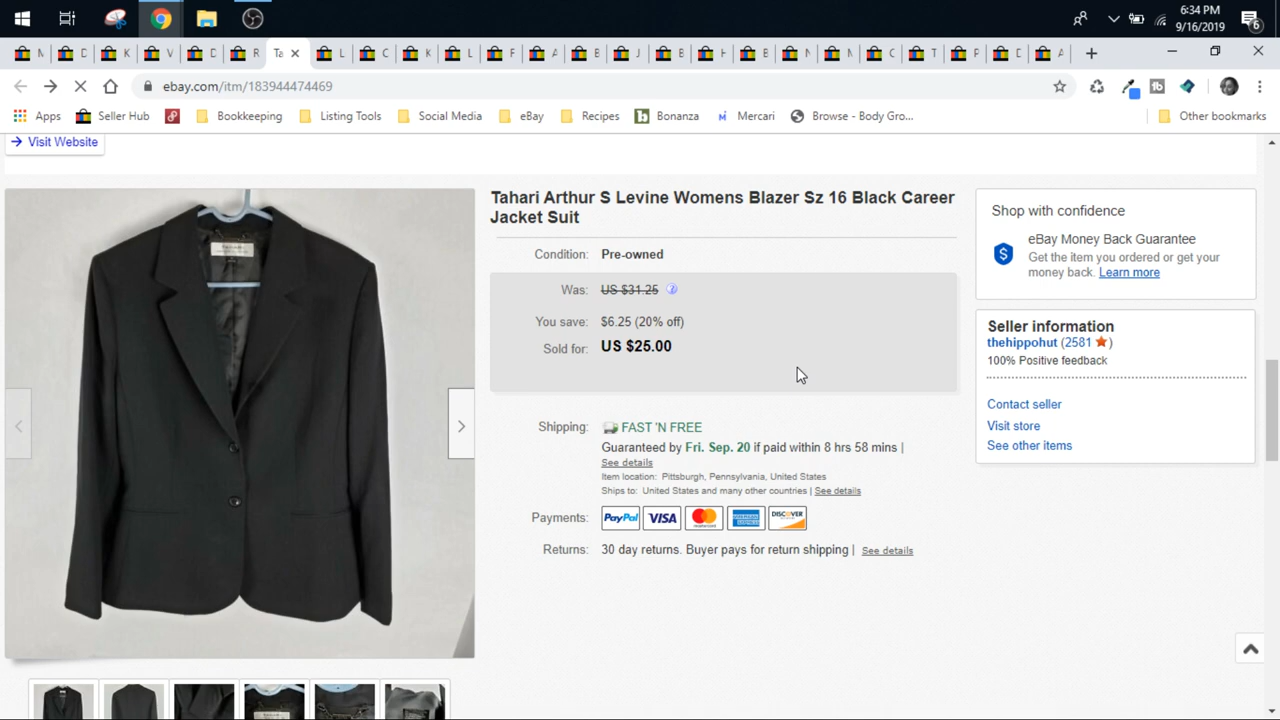 6:34 PM
9/16/2019
6
M
D
K
V
D
R
Ta
L
C
K
L
F
A
B
J
B
H
B
N
M
C
T
P
D
A
ebay.com/itm/183944474469
Apps
Seller Hub
Bookkeeping
Listing Tools
Social Media
eBay
Recipes
Bonanza
Mercari
Browse - Body Gro...
Other bookmarks
Visit Website
Tahari Arthur S Levine Womens Blazer Sz 16 Black Career
Jacket Suit
Condition: Pre-owned
Was: US $31.25
You save: $6.25 (20% off)
Sold for: US $25.00
Shipping: FAST 'N FREE
Guaranteed by Fri. Sep. 20 if paid within 8 hrs 58 mins |
See details
Item location: Pittsburgh, Pennsylvania, United States
Ships to: United States and many other countries | See details
Payments: PayPal VISA MasterCard AMERICAN EXPRESS DISCOVER
Returns: 30 day returns. Buyer pays for return shipping | See details
Shop with confidence
eBay Money Back Guarantee
Get the item you ordered or get your
money back. Learn more
Seller information
thehippohut (2581 )
100% Positive feedback
Contact seller
Visit store
See other items